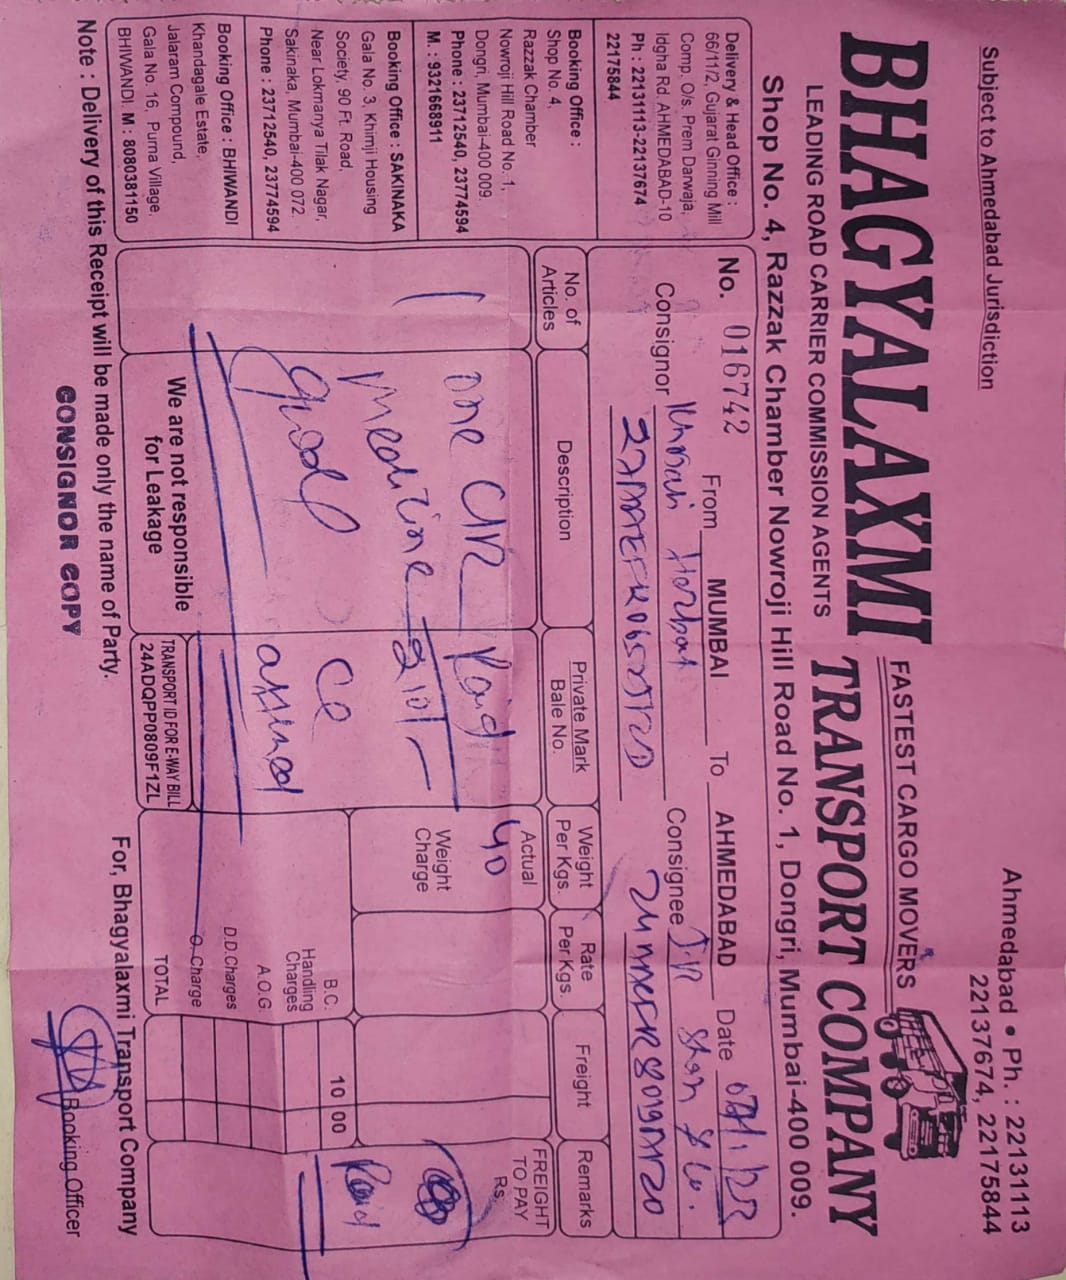 Subject to Ahmedabad Jurisdiction
Ahmedabad • Ph. : 22131113
22137674, 22175844
FASTEST CARGO MOVERS
BHAGYALAXMI TRANSPORT COMPANY
LEADING ROAD CARRIER COMMISSION AGENTS
Shop No. 4, Razzak Chamber Nowroji Hill Road No. 1, Dongri, Mumbai-400 009.
Delivery & Head Office :
66/11/2, Gujarat Ginning Mill
Comp. O/s. Prem Darwaja,
Idgha Rd. AHMEDABAD-10
Ph : 22131113-22137674
22175844
Booking Office :
Shop No. 4,
Razzak Chamber
Nowroji Hill Road No. 1,
Dongri, Mumbai-400 009.
Phone : 23712540, 23774594
M. : 9321668911
Booking Office : SAKINAKA
Gala No. 3, Khimji Housing
Society, 90 Ft. Road,
Near Lokmanya Tilak Nagar,
Sakinaka, Mumbai-400 072.
Phone : 23712540, 23774594
Booking Office : BHIWANDI
Khandagale Estate,
Jalaram Compound,
Gala No. 16, Purna Village,
BHIWANDI. M : 8080381150
No. 016742 From MUMBAI To AHMEDABAD Date
Consignor Consignee
No. of Articles
Description
Private Mark
Bale No.
Weight Per Kgs.
Rate Per Kgs.
Freight
Remarks
1
one
Paid
Actual
40
FREIGHT TO PAY Rs.
Medicine
210/-
Weight Charge
good
B.C. 10 00
Paid
Handling Charges
A.O.G.
D.D.Charges
O. Charge
TOTAL
We are not responsible
for Leakage
TRANSPORT ID FOR E-WAY BILL
24ADQPP0809F1ZL
Note : Delivery of this Receipt will be made only the name of Party.
For, Bhagyalaxmi Transport Company
CONSIGNOR COPY
Booking Officer